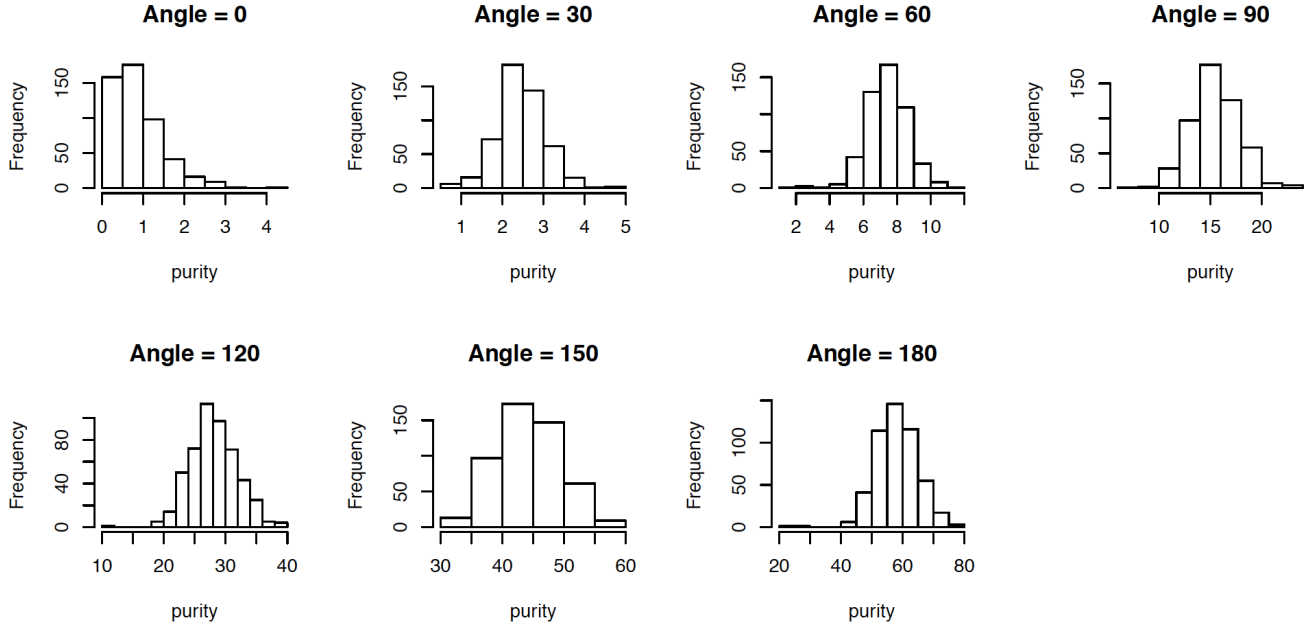 Angle = 0
Frequency
0 50 150
0 1 2 3 4
purity
Angle = 30
Frequency
0 50 150
1 2 3 4 5
purity
Angle = 60
Frequency
0 50 150
2 4 6 8 10
purity
Angle = 90
Frequency
0 50 150
10 15 20
purity
Angle = 120
Frequency
0 40 80
10 20 30 40
purity
Angle = 150
Frequency
0 50 150
30 40 50 60
purity
Angle = 180
Frequency
0 50 100
20 40 60 80
purity